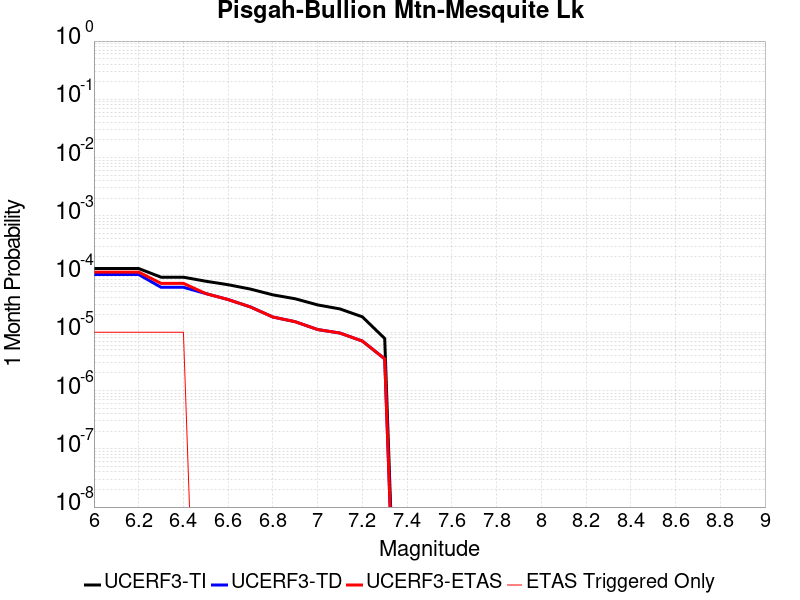 Pisgah-Bullion Mtn-Mesquite Lk
1 Month Probability
10^0
10^-1
10^-2
10^-3
10^-4
10^-5
10^-6
10^-7
10^-8
6 6.2 6.4 6.6 6.8 7 7.2 7.4 7.6 7.8 8 8.2 8.4 8.6 8.8 9
Magnitude
UCERF3-TI UCERF3-TD UCERF3-ETAS ETAS Triggered Only